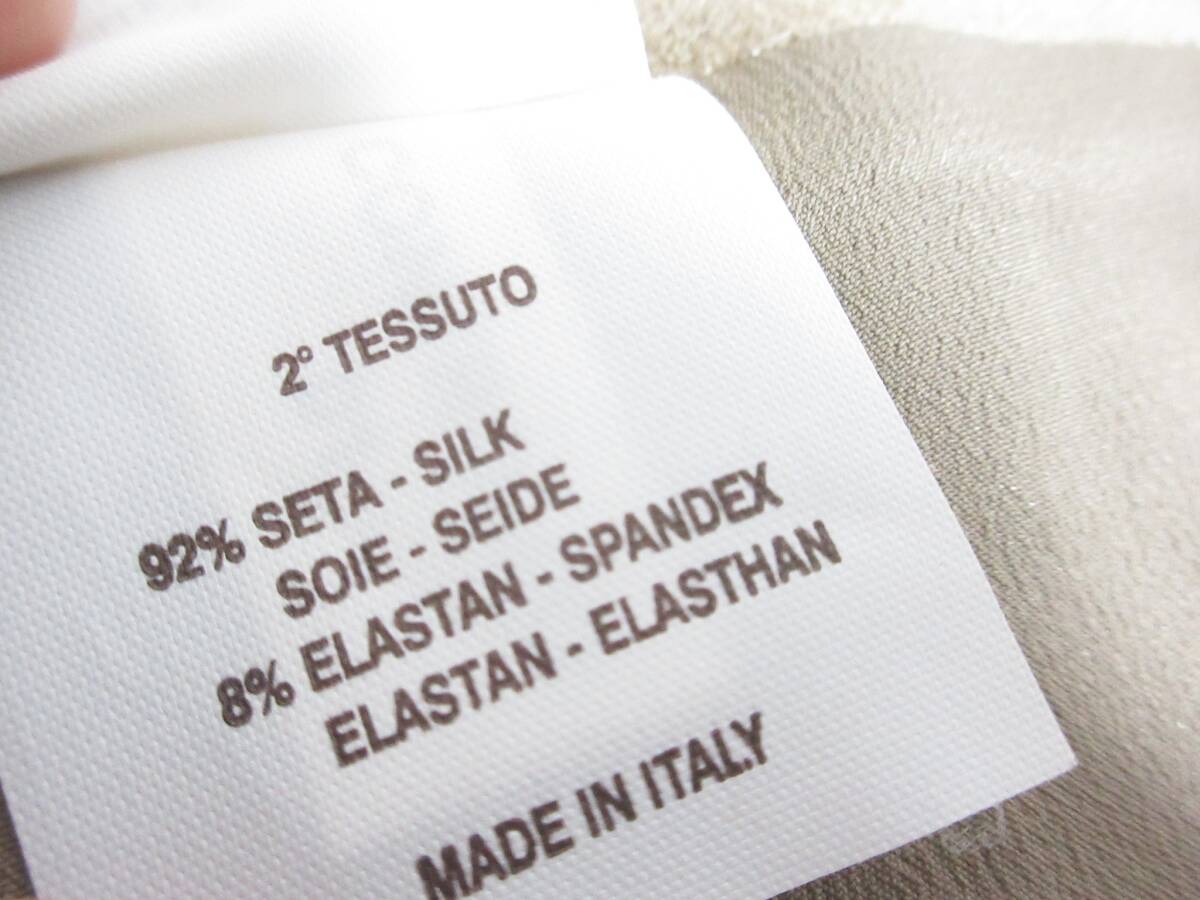 2° TESSUTO
92% SETA - SILK
SOIE - SEIDE
8% ELASTAN - SPANDEX
ELASTAN - ELASTHAN
MADE IN ITALY